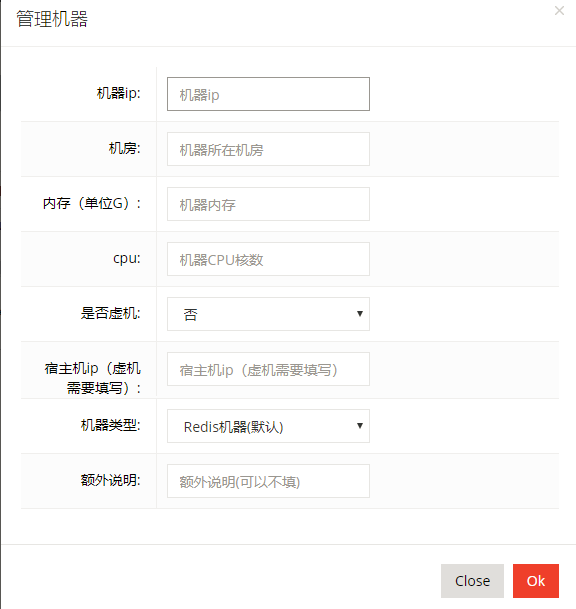 管理机器
×
机器ip:
机器ip
机房:
机器所在机房
内存（单位G）:
机器内存
cpu:
机器CPU核数
是否虚机:
否
宿主机ip（虚机
需要填写）:
宿主机ip（虚机需要填写）
机器类型:
Redis机器(默认)
额外说明:
额外说明(可以不填)
Close
Ok